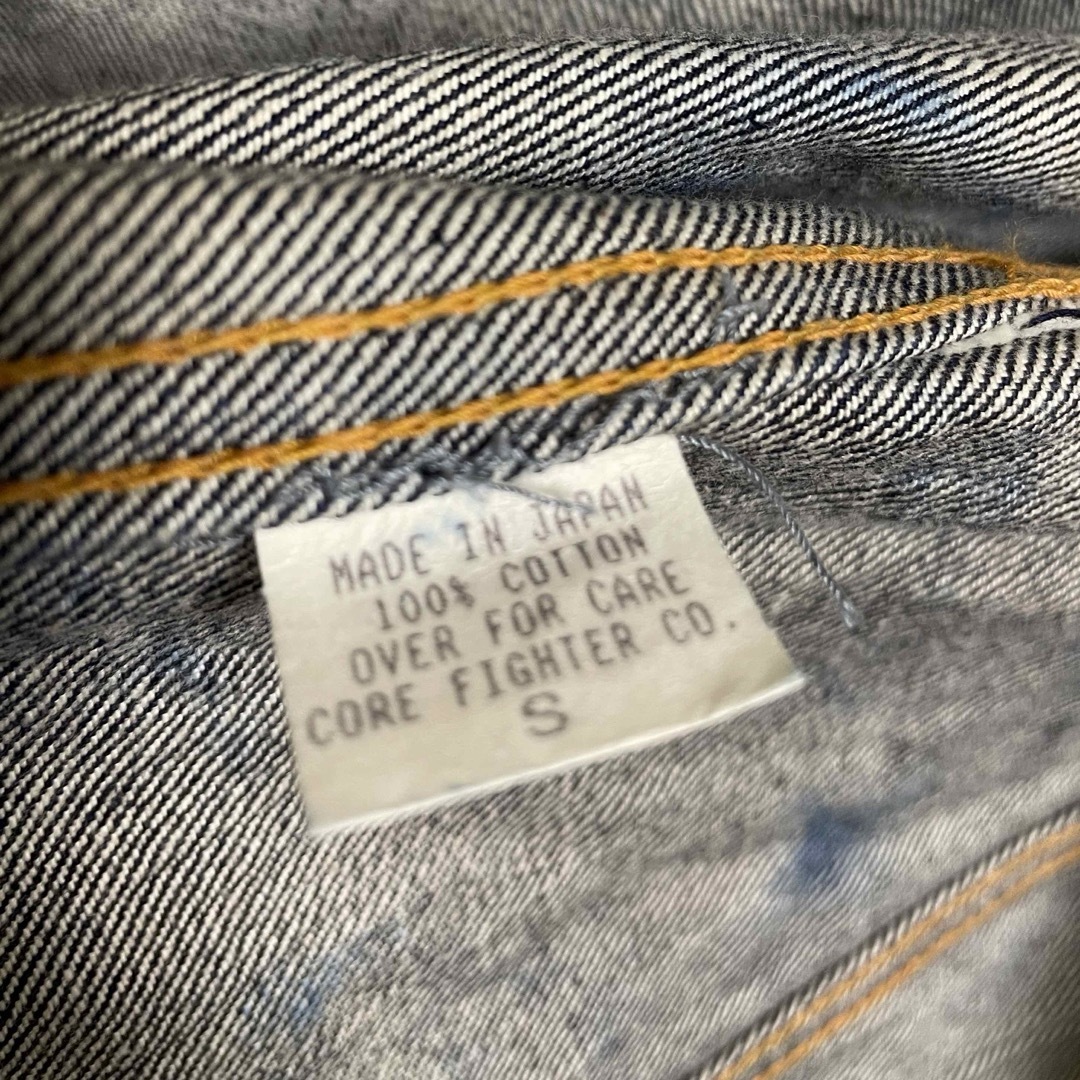 MADE IN JAPAN
100% COTTON
OVER FOR CARE
CORE FIGHTER CO.
S